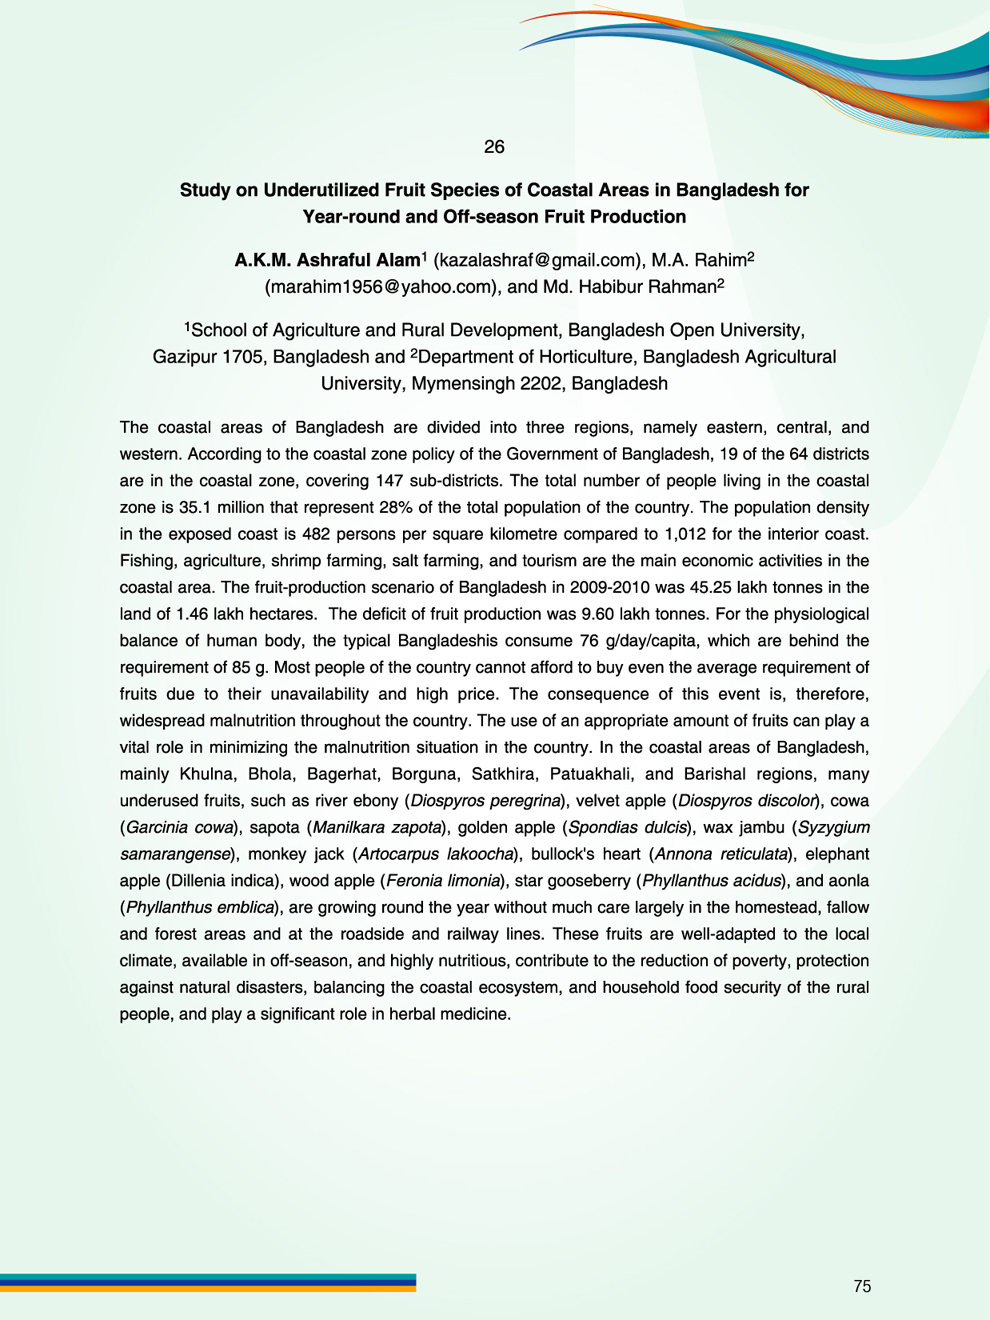 26
Study on Underutilized Fruit Species of Coastal Areas in Bangladesh for
Year-round and Off-season Fruit Production
A.K.M. Ashraful Alam¹ (kazalashraf@gmail.com), M.A. Rahim²
(marahim1956@yahoo.com), and Md. Habibur Rahman²
¹School of Agriculture and Rural Development, Bangladesh Open University,
Gazipur 1705, Bangladesh and ²Department of Horticulture, Bangladesh Agricultural
University, Mymensingh 2202, Bangladesh
The coastal areas of Bangladesh are divided into three regions, namely eastern, central, and
western. According to the coastal zone policy of the Government of Bangladesh, 19 of the 64 districts
are in the coastal zone, covering 147 sub-districts. The total number of people living in the coastal
zone is 35.1 million that represent 28% of the total population of the country. The population density
in the exposed coast is 482 persons per square kilometre compared to 1,012 for the interior coast.
Fishing, agriculture, shrimp farming, salt farming, and tourism are the main economic activities in the
coastal area. The fruit-production scenario of Bangladesh in 2009-2010 was 45.25 lakh tonnes in the
land of 1.46 lakh hectares. The deficit of fruit production was 9.60 lakh tonnes. For the physiological
balance of human body, the typical Bangladeshis consume 76 g/day/capita, which are behind the
requirement of 85 g. Most people of the country cannot afford to buy even the average requirement of
fruits due to their unavailability and high price. The consequence of this event is, therefore,
widespread malnutrition throughout the country. The use of an appropriate amount of fruits can play a
vital role in minimizing the malnutrition situation in the country. In the coastal areas of Bangladesh,
mainly Khulna, Bhola, Bagerhat, Borguna, Satkhira, Patuakhali, and Barishal regions, many
underused fruits, such as river ebony (Diospyros peregrina), velvet apple (Diospyros discolor), cowa
(Garcinia cowa), sapota (Manilkara zapota), golden apple (Spondias dulcis), wax jambu (Syzygium
samarangense), monkey jack (Artocarpus lakoocha), bullock's heart (Annona reticulata), elephant
apple (Dillenia indica), wood apple (Feronia limonia), star gooseberry (Phyllanthus acidus), and aonla
(Phyllanthus emblica), are growing round the year without much care largely in the homestead, fallow
and forest areas and at the roadside and railway lines. These fruits are well-adapted to the local
climate, available in off-season, and highly nutritious, contribute to the reduction of poverty, protection
against natural disasters, balancing the coastal ecosystem, and household food security of the rural
people, and play a significant role in herbal medicine.
75